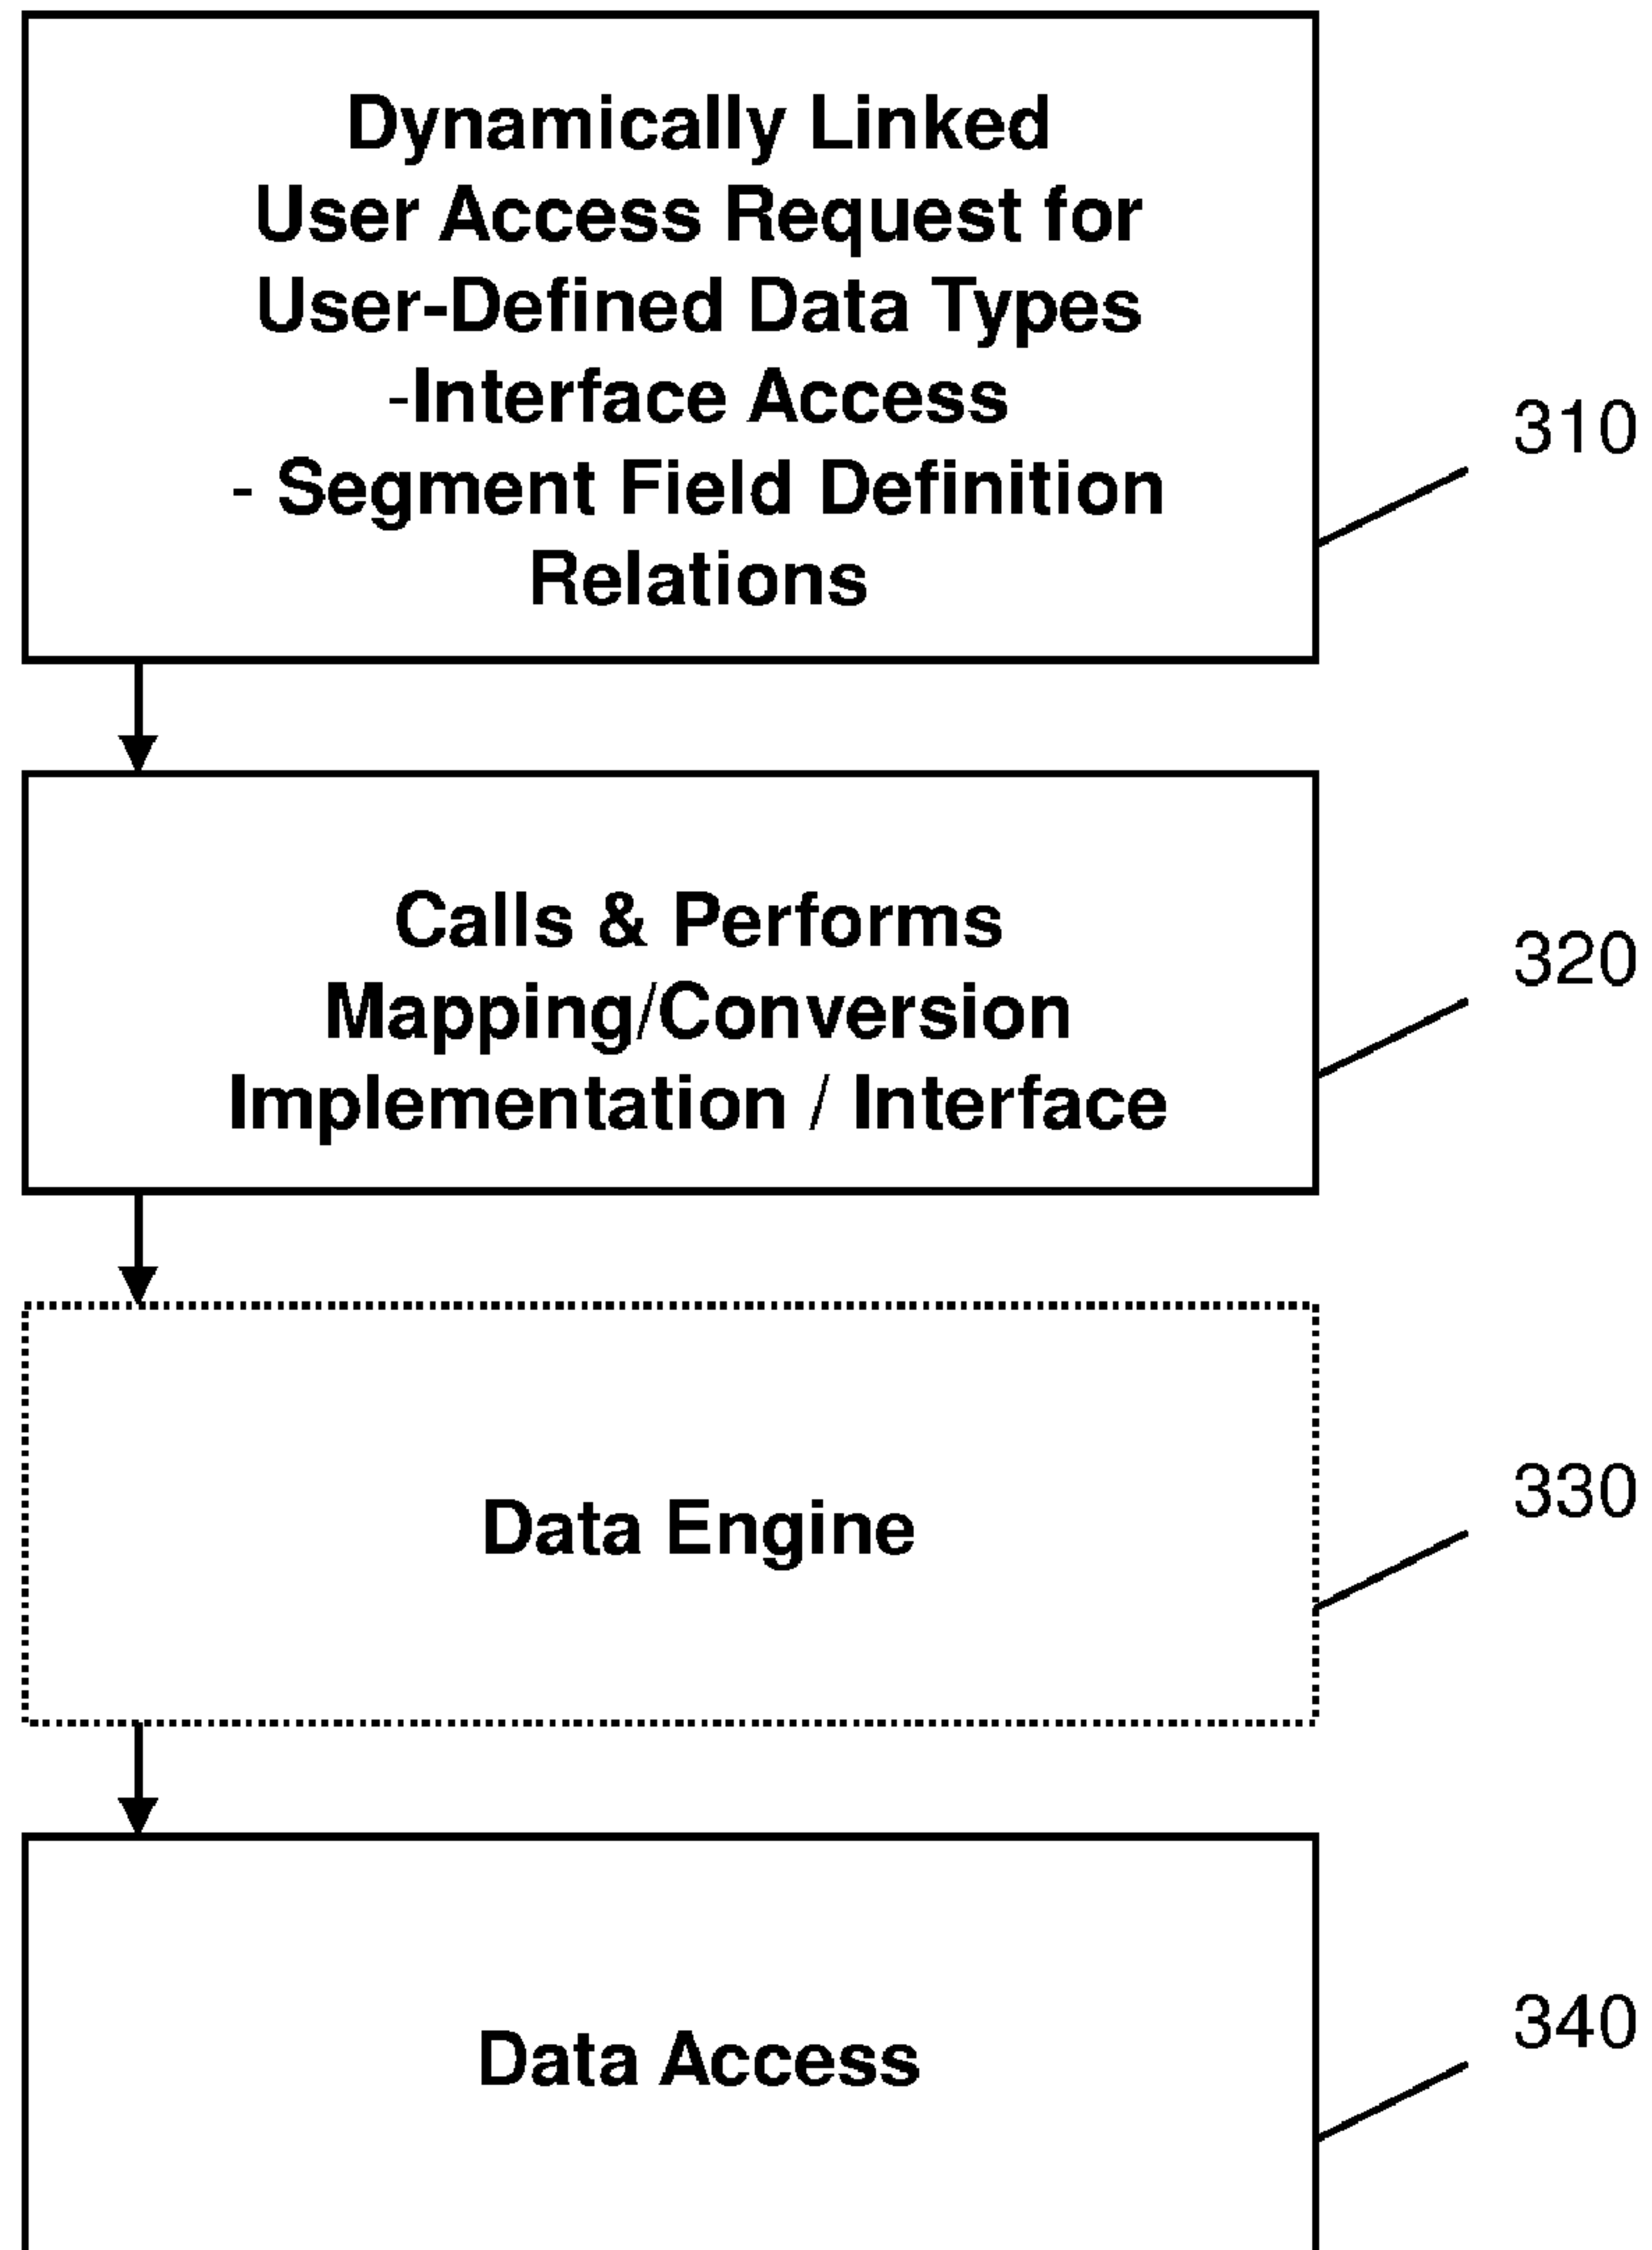 Dynamically Linked
User Access Request for
User-Defined Data Types
-Interface Access
- Segment Field Definition
Relations
310
Calls & Performs
Mapping/Conversion
Implementation / Interface
320
Data Engine
330
Data Access
340